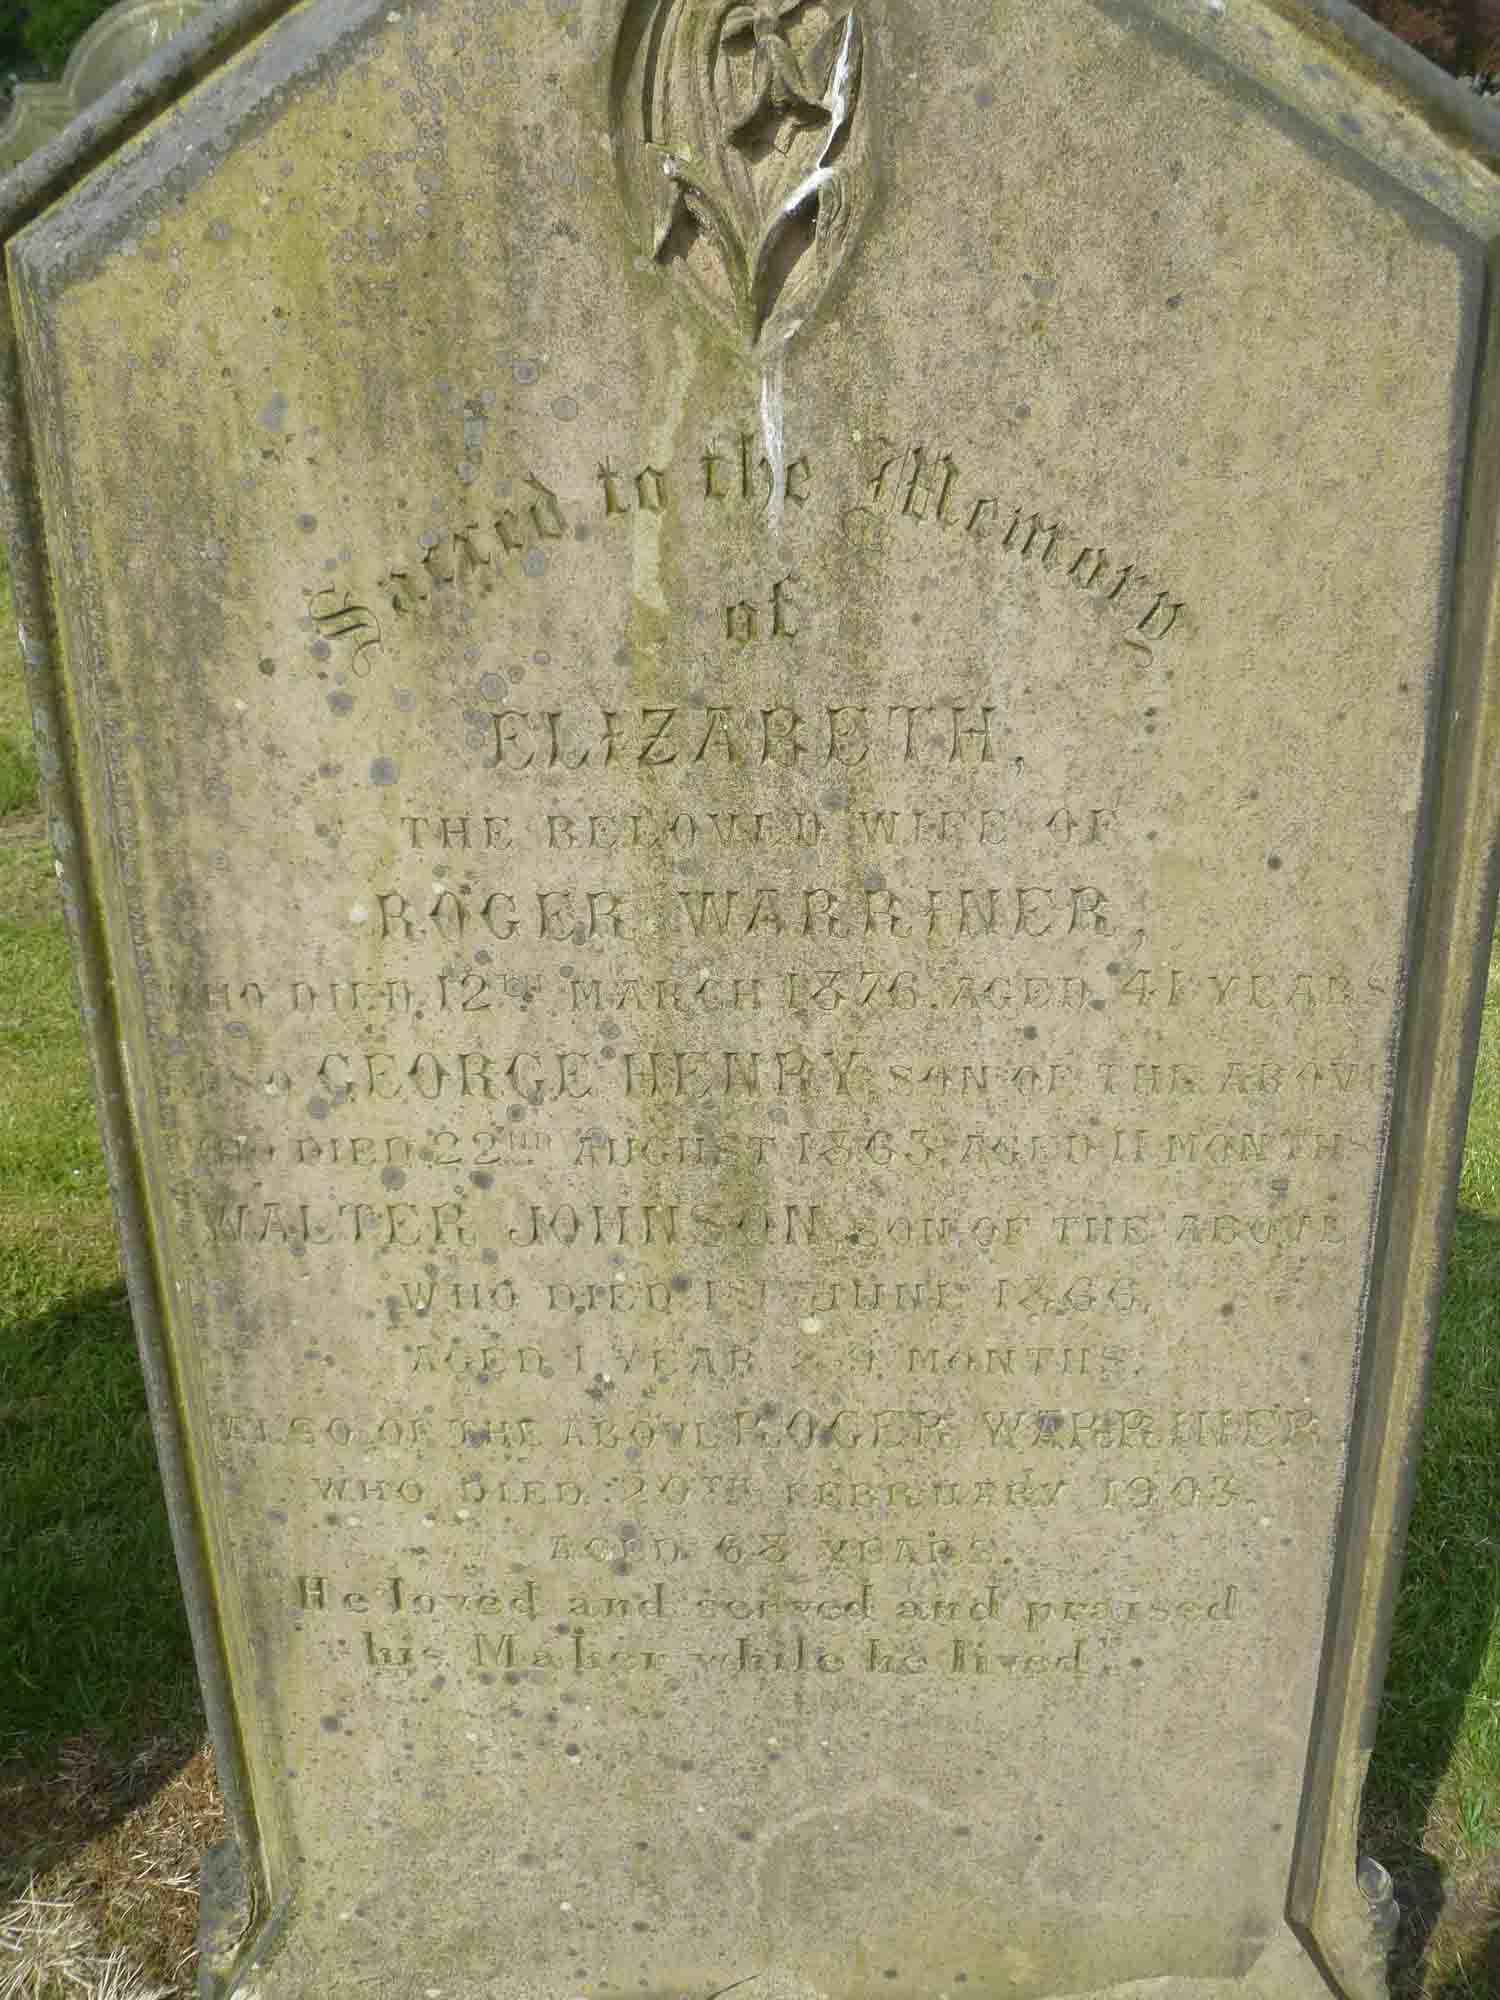 Sacred to the Memory
of
ELIZABETH,
THE BELOVED WIFE OF
ROGER WARRINER,
WHO DIED 12TH MARCH 1876, AGED 41 YEARS
ALSO GEORGE HENRY, SON OF THE ABOVE
WHO DIED 22ND AUGUST 1863, AGED 11 MONTHS
WALTER JOHNSON, SON OF THE ABOVE
WHO DIED 1ST JUNE 1866,
AGED 1 YEAR & 9 MONTHS.
ALSO OF THE ABOVE ROGER WARRINER
WHO DIED 20TH FEBRUARY 1903,
AGED 63 YEARS.
He loved and served and praised
his Maker while he lived"